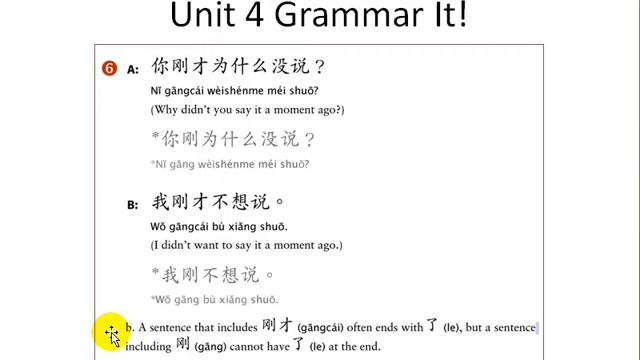 Unit 4 Grammar It!
6 A: 你刚才为什么没说？
Nǐ gāngcái wèishénme méi shuō?
(Why didn't you say it a moment ago?)
*你刚为什么没说？
*Nǐ gāng wèishénme méi shuō?
B: 我刚才不想说。
Wǒ gāngcái bù xiǎng shuō.
(I didn't want to say it a moment ago.)
*我刚不想说。
*Wǒ gāng bù xiǎng shuō.
b. A sentence that includes 刚才 (gāngcái) often ends with 了 (le), but a sentence
including 刚 (gāng) cannot have 了 (le) at the end.